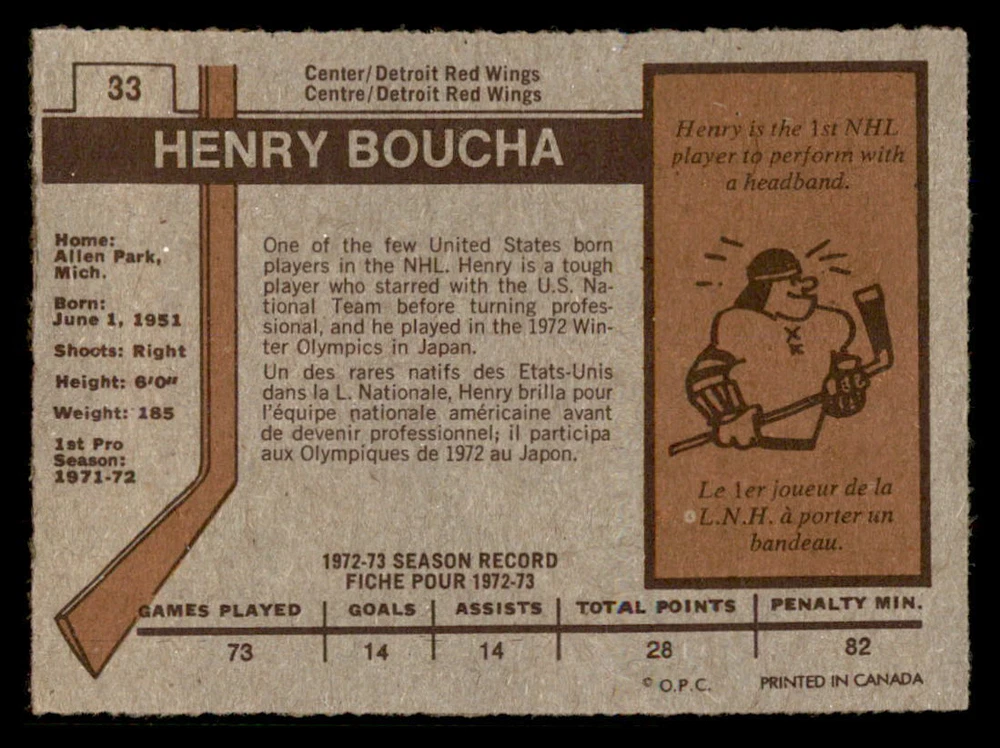 33
Center/Detroit Red Wings
Centre/Detroit Red Wings
HENRY BOUCHA
Home:
Allen Park,
Mich.
Born:
June 1, 1951
Shoots: Right
Height: 6'0"
Weight: 185
1st Pro
Season:
1971-72
One of the few United States born
players in the NHL. Henry is a tough
player who starred with the U.S. Na-
tional Team before turning profes-
sional, and he played in the 1972 Win-
ter Olympics in Japan.
Un des rares natifs des Etats-Unis
dans la L. Nationale, Henry brilla pour
l'équipe nationale américaine avant
de devenir professionnel; il participa
aux Olympiques de 1972 au Japon.
Henry is the 1st NHL
player to perform with
a headband.
Le 1er joueur de la
L.N.H. à porter un
bandeau.
1972-73 SEASON RECORD
FICHE POUR 1972-73
GAMES PLAYED GOALS ASSISTS TOTAL POINTS PENALTY MIN.
73 14 14 28 82
© O.P.C. PRINTED IN CANADA